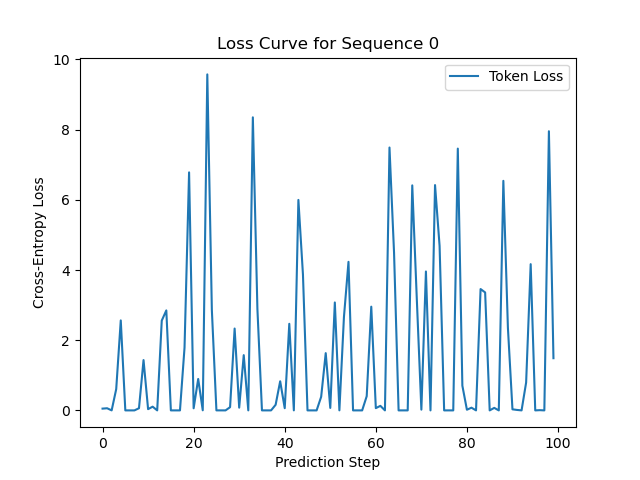 Loss Curve for Sequence 0
Token Loss
Cross-Entropy Loss
10
8
6
4
2
0
0 20 40 60 80 100
Prediction Step